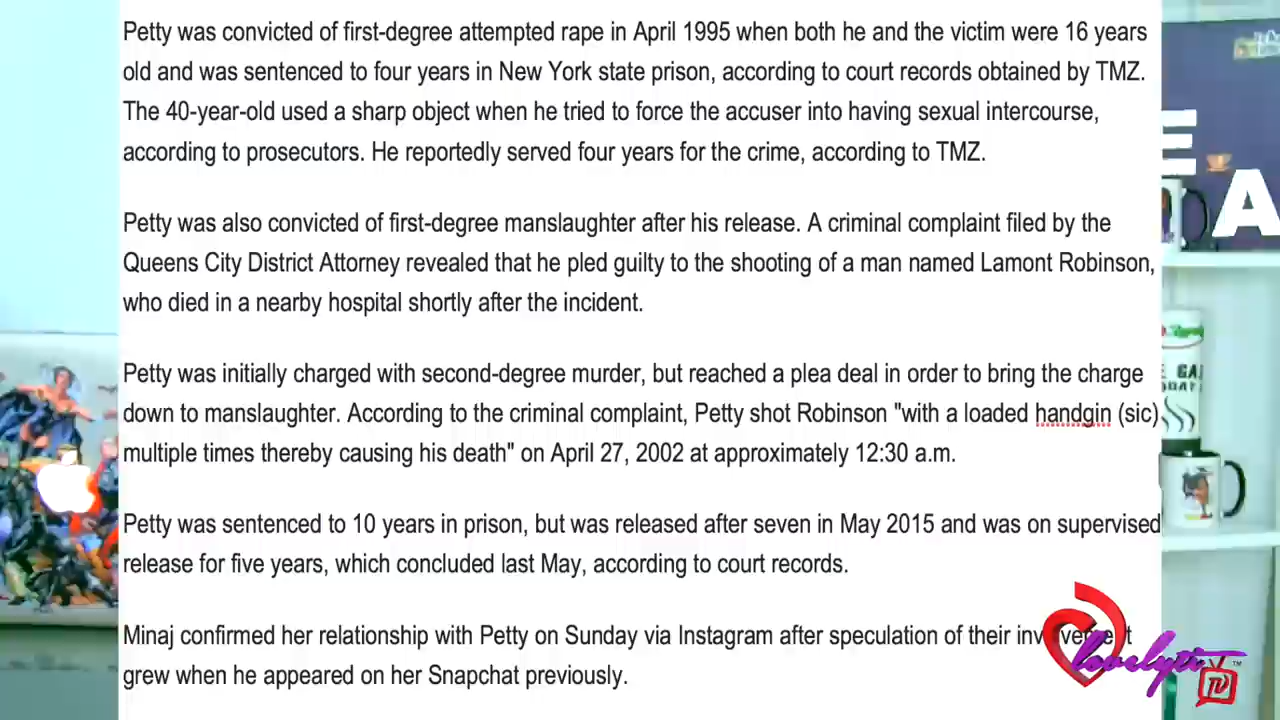 Petty was convicted of first-degree attempted rape in April 1995 when both he and the victim were 16 years
old and was sentenced to four years in New York state prison, according to court records obtained by TMZ.
The 40-year-old used a sharp object when he tried to force the accuser into having sexual intercourse,
according to prosecutors. He reportedly served four years for the crime, according to TMZ.
Petty was also convicted of first-degree manslaughter after his release. A criminal complaint filed by the
Queens City District Attorney revealed that he pled guilty to the shooting of a man named Lamont Robinson,
who died in a nearby hospital shortly after the incident.
Petty was initially charged with second-degree murder, but reached a plea deal in order to bring the charge
down to manslaughter. According to the criminal complaint, Petty shot Robinson "with a loaded handgin (sic)
multiple times thereby causing his death" on April 27, 2002 at approximately 12:30 a.m.
Petty was sentenced to 10 years in prison, but was released after seven in May 2015 and was on supervised
release for five years, which concluded last May, according to court records.
Minaj confirmed her relationship with Petty on Sunday via Instagram after speculation of their involvement
grew when he appeared on her Snapchat previously.
E
A
lovelyti
TV
TM